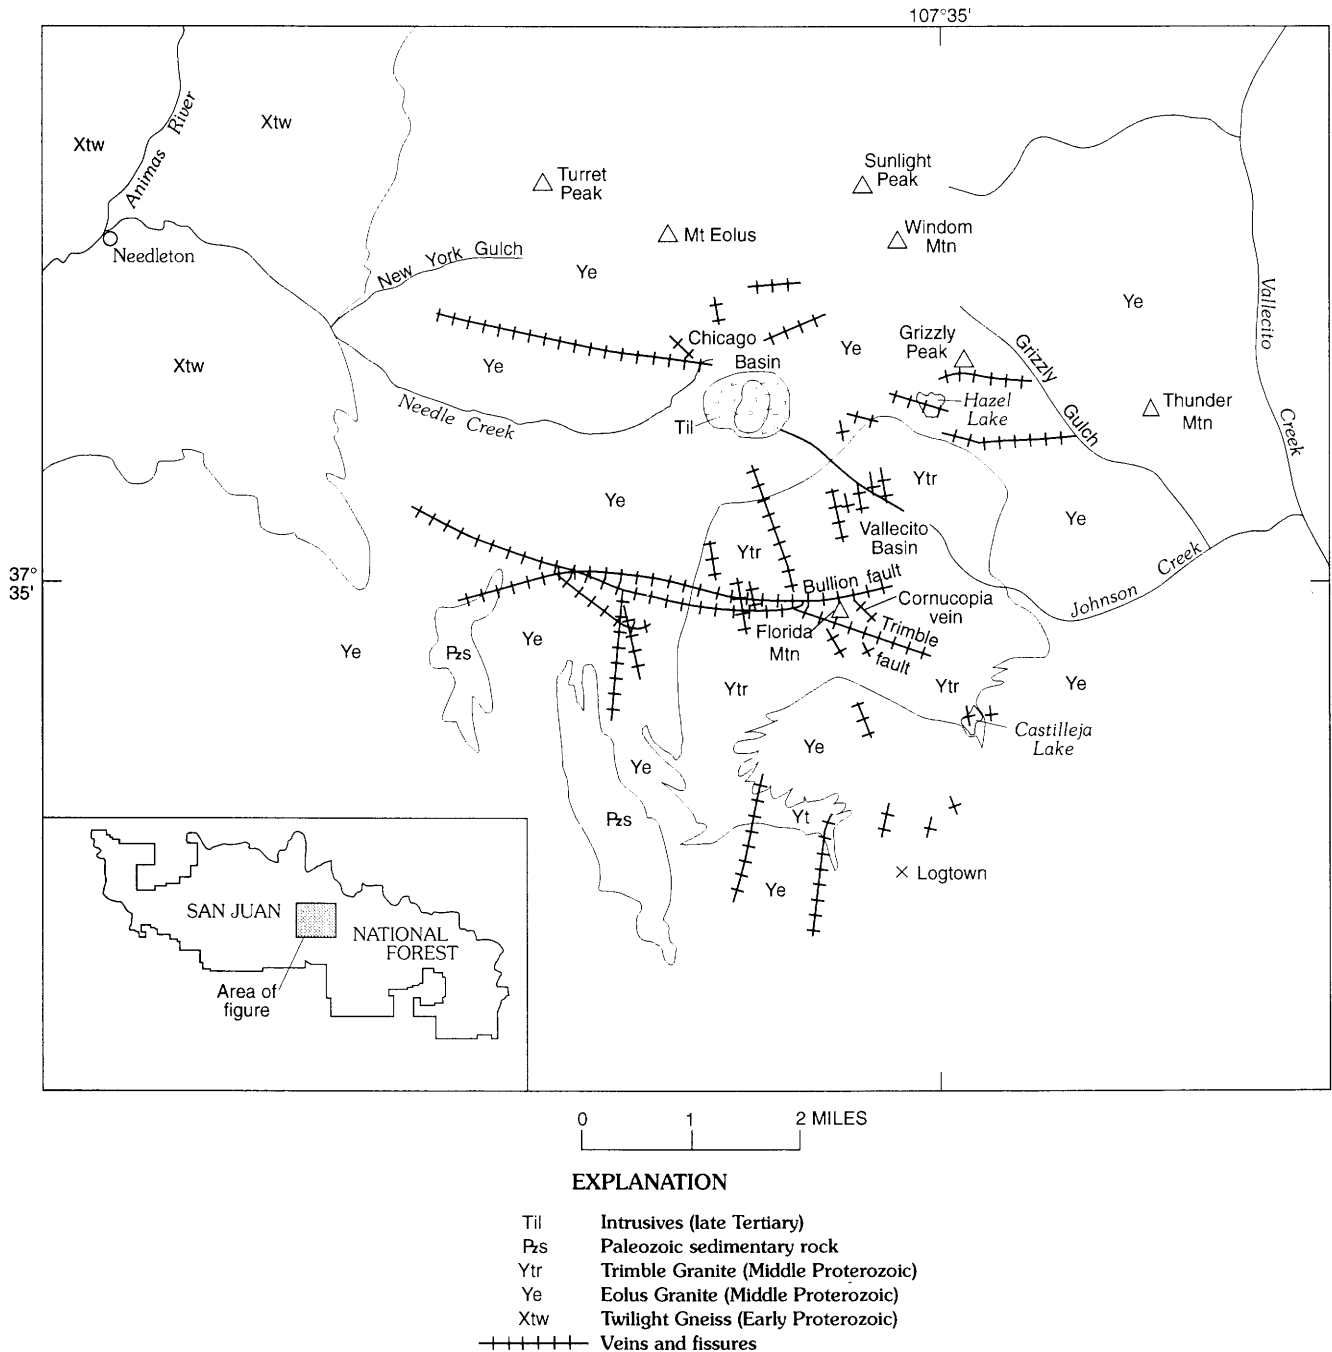 107°35'
Xtw
Animas River
Xtw
Turret
Peak
Sunlight
Peak
Mt Eolus
Windom
Mtn
Needleton
New York Gulch
Ye
Ye
Vallecito
Creek
Xtw
Ye
Chicago
Basin
Ye
Grizzly
Peak
Grizzly
Gulch
Needle Creek
Til
Hazel
Lake
Thunder
Mtn
Ye
Ytr
Ye
Vallecito
Basin
Ytr
37°
35'
Bullion fault
Johnson Creek
Cornucopia
vein
Florida
Mtn
Trimble
fault
Ye
P₂s
Ye
Ytr
Ytr
Ye
Castilleja
Lake
Ye
Ye
P₂s
Yt
Logtown
Ye
SAN JUAN
NATIONAL
FOREST
Area of
figure
0 1 2 MILES
EXPLANATION
Til Intrusives (late Tertiary)
P₂s Paleozoic sedimentary rock
Ytr Trimble Granite (Middle Proterozoic)
Ye Eolus Granite (Middle Proterozoic)
Xtw Twilight Gneiss (Early Proterozoic)
Veins and fissures